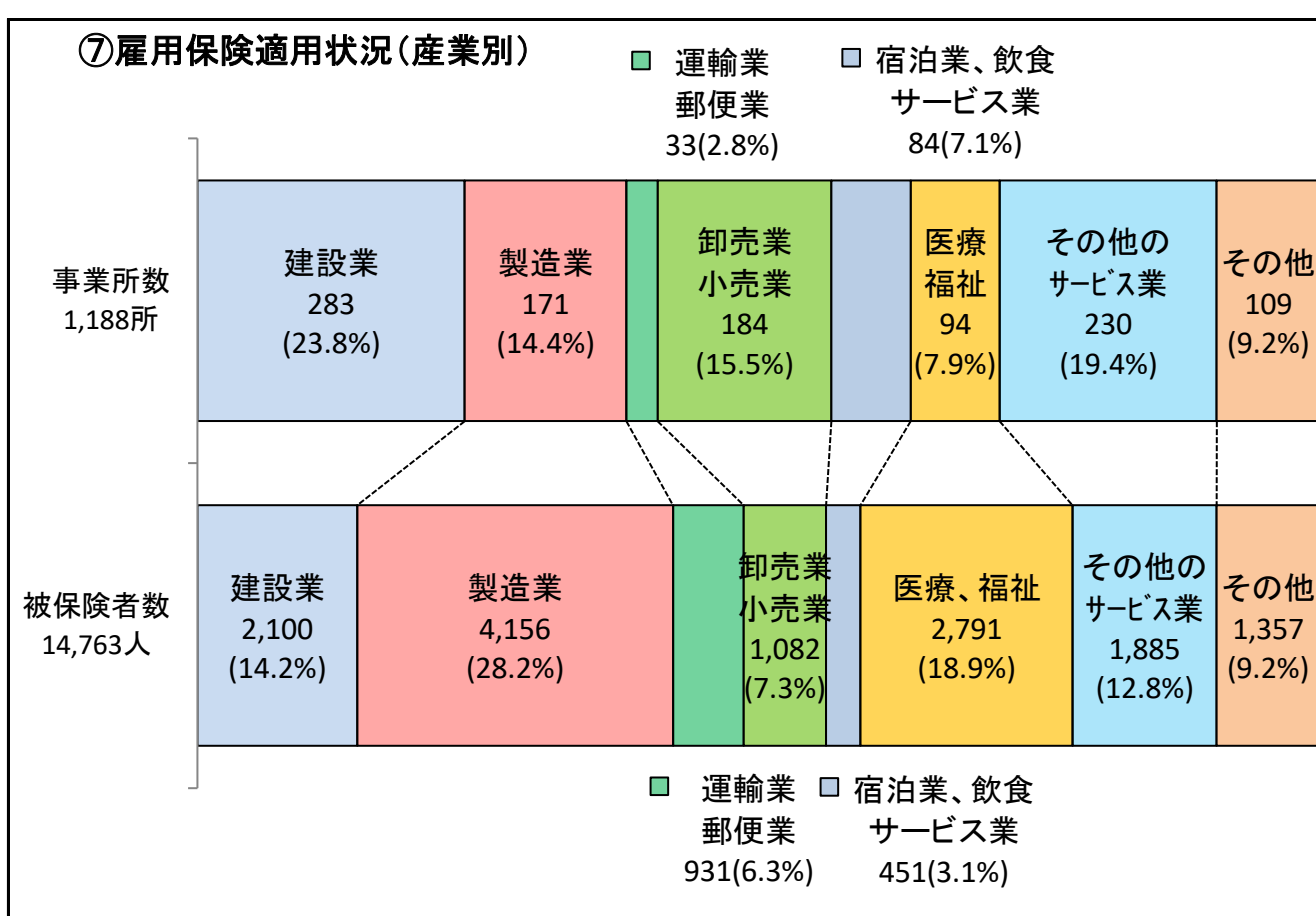 ⑦雇用保険適用状況(産業別)
運輸業
郵便業
33(2.8%)
宿泊業、飲食
サービス業
84(7.1%)
事業所数
1,188所
建設業
283
(23.8%)
製造業
171
(14.4%)
卸売業
小売業
184
(15.5%)
医療
福祉
94
(7.9%)
その他の
サービス業
230
(19.4%)
その他
109
(9.2%)
被保険者数
14,763人
建設業
2,100
(14.2%)
製造業
4,156
(28.2%)
卸売業
小売業
1,082
(7.3%)
医療、福祉
2,791
(18.9%)
その他の
サービス業
1,885
(12.8%)
その他
1,357
(9.2%)
運輸業
郵便業
931(6.3%)
宿泊業、飲食
サービス業
451(3.1%)